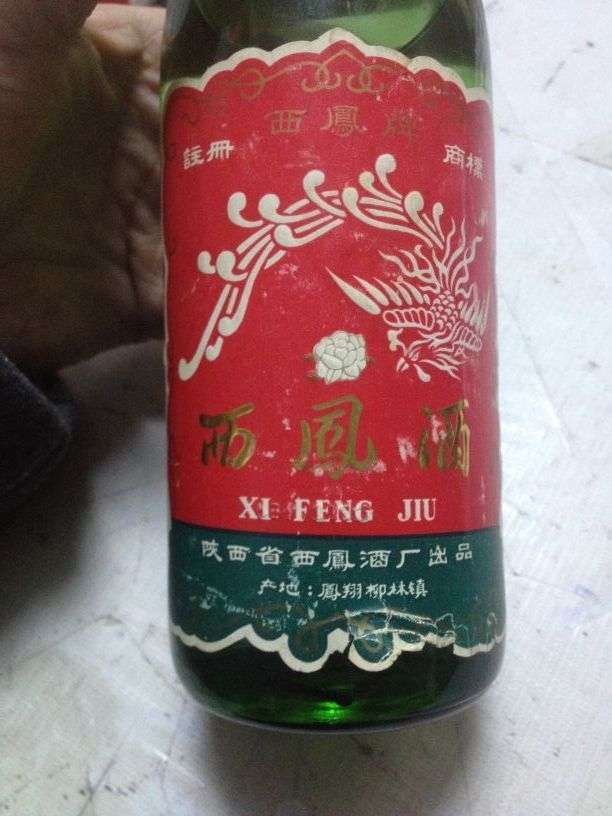 西鳳牌
註冊 商標
西鳳酒
XI FENG JIU
陕西省西鳳酒厂出品
产地：鳳翔柳林镇